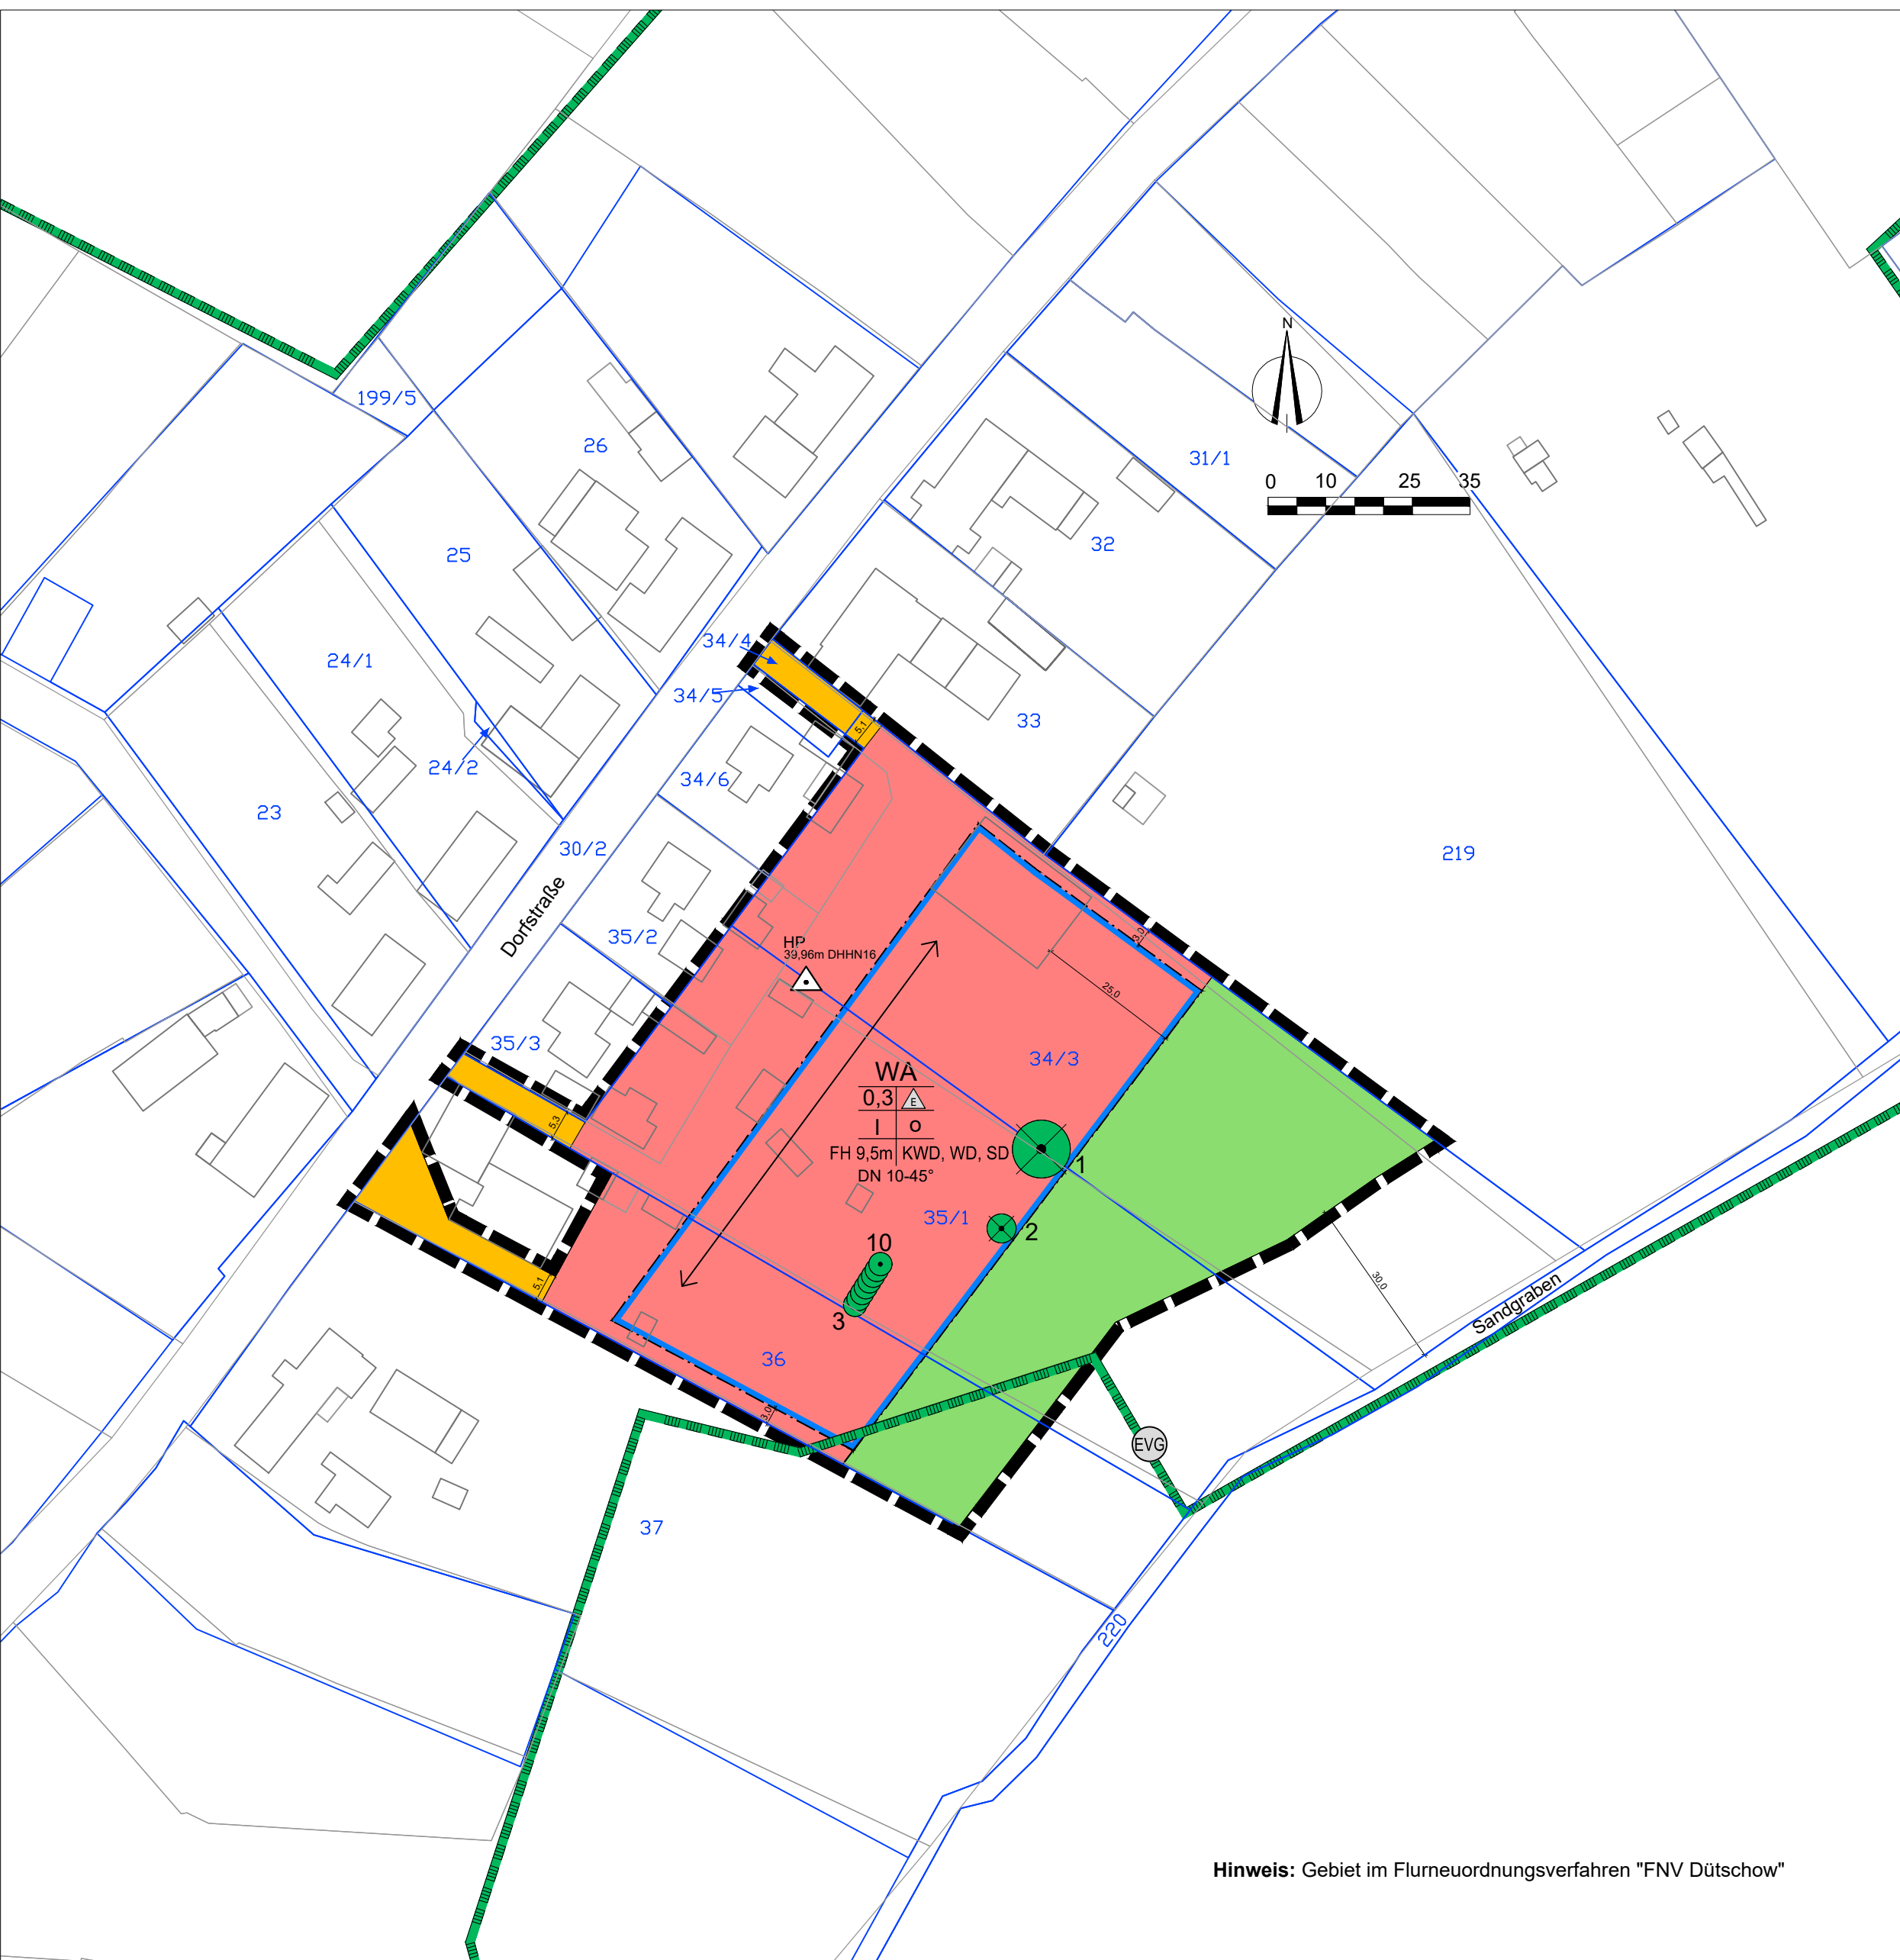 N
199/5
26
31/1
0 10 25 35
32
25
34/4
24/1
34/5
33
5,1
24/2
34/6
23
30/2
219
Dorfstraße
35/2
HP
39,96m DHHN16
3,0
25,0
35/3
34/3
WA
0,3 E
I o
FH 9,5m KWD, WD, SD
DN 10-45°
5,3
1
35/1
2
10
5,1
3
30,0
Sandgraben
36
3,0
EVG
37
220
Hinweis: Gebiet im Flurneuordnungsverfahren "FNV Dütschow"